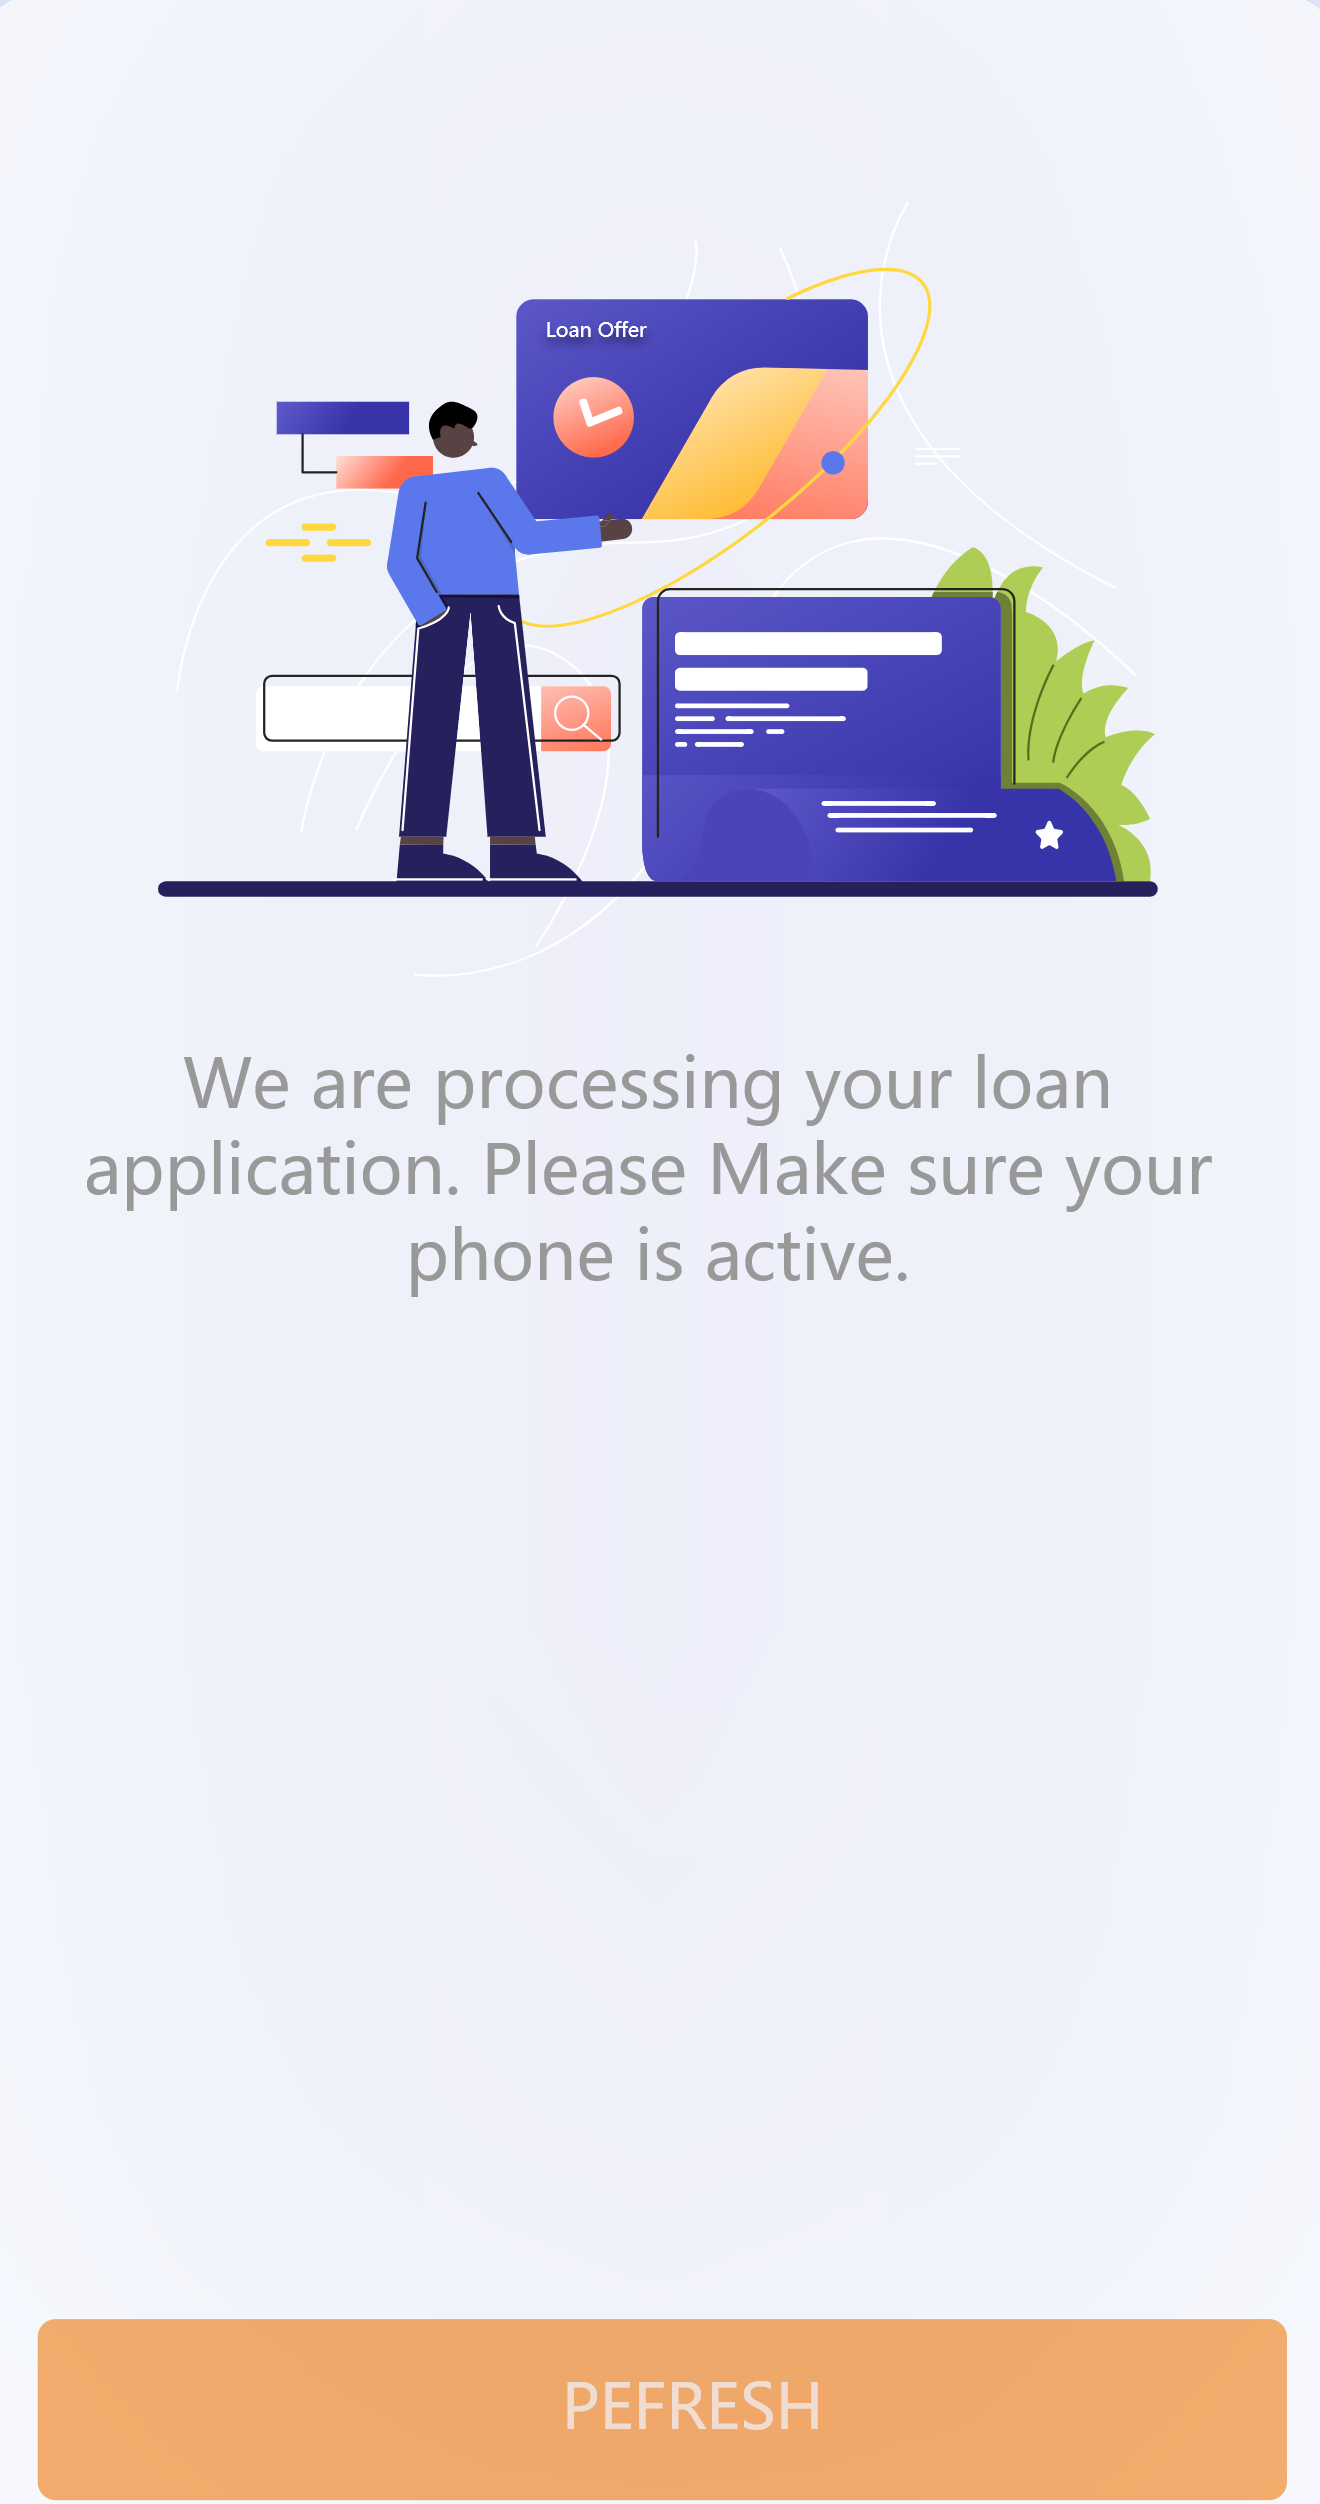 Loan Offer
We are processing your loan
application. Please Make sure your
phone is active.
PEFRESH